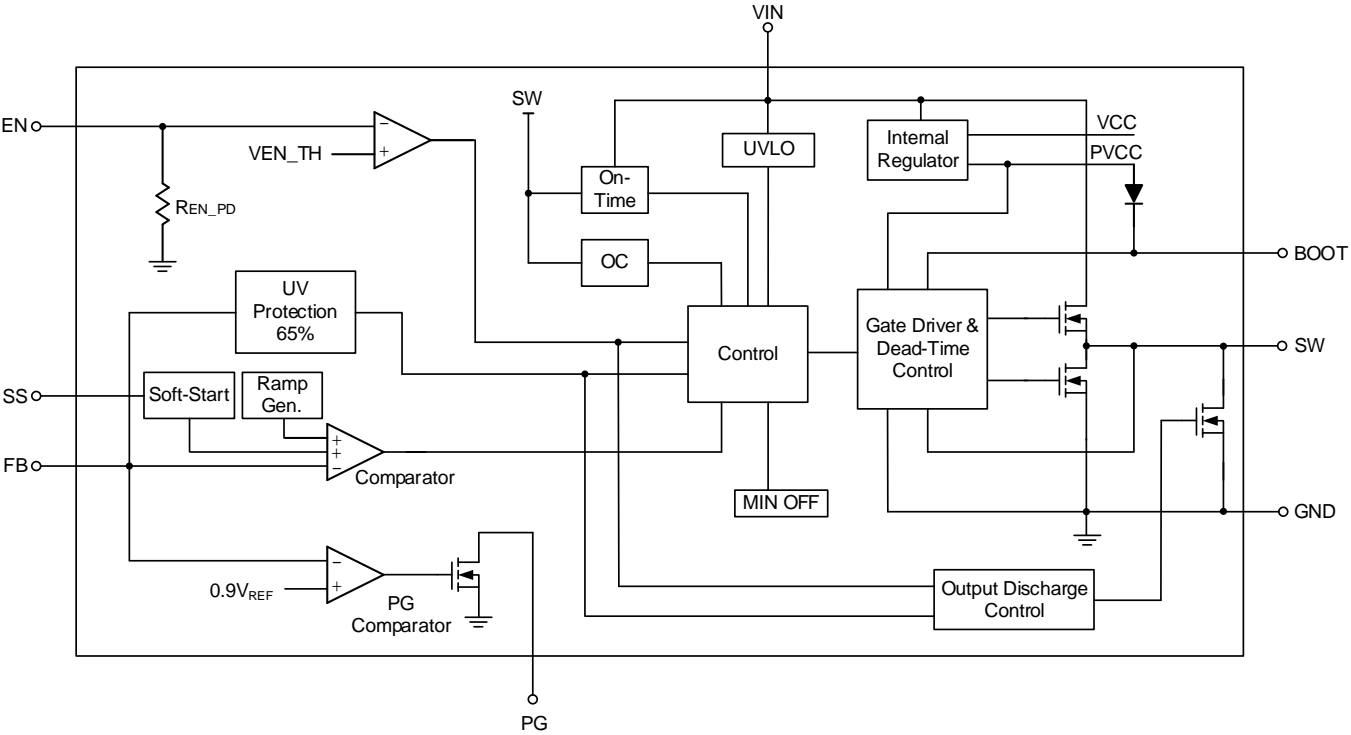 VIN
EN
VEN_TH
−
+
REN_PD
SW
On-
Time
OC
UVLO
Internal
Regulator
VCC
PVCC
BOOT
UV
Protection
65%
Control
Gate Driver &
Dead-Time
Control
SW
SS
Soft-Start
Ramp
Gen.
FB
+
+
−
Comparator
MIN OFF
GND
0.9VREF
−
+
PG
Comparator
Output Discharge
Control
PG